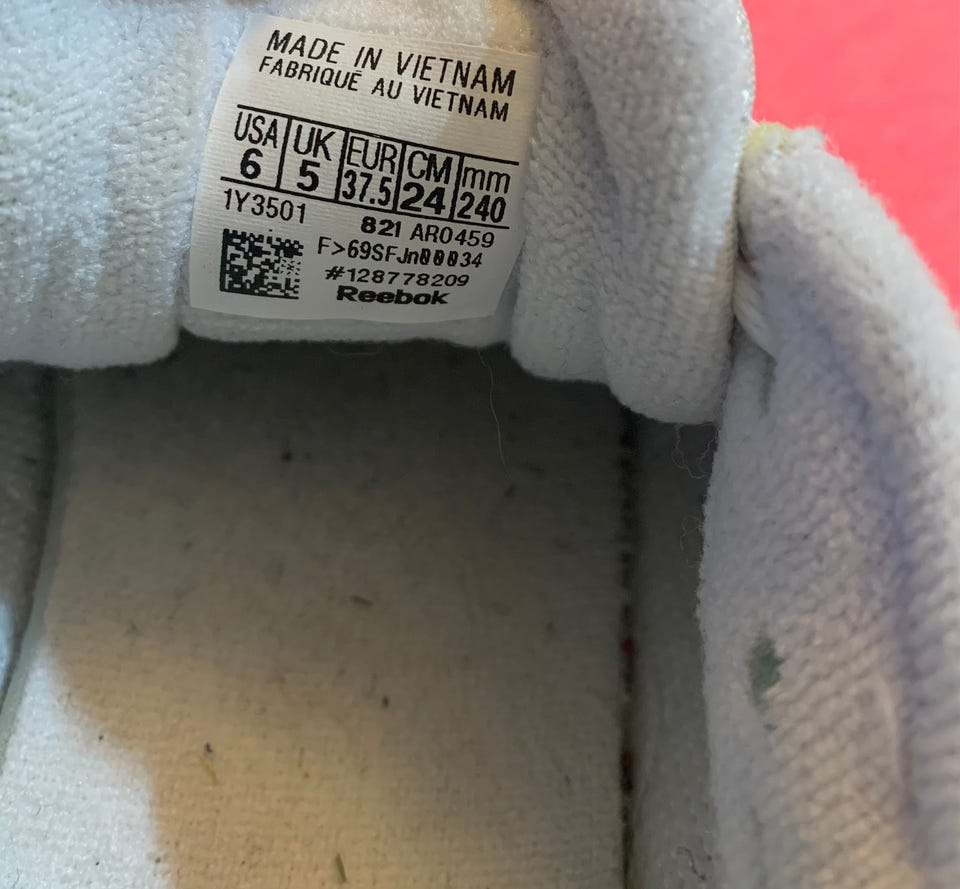 MADE IN VIETNAM
FABRIQUÉ AU VIETNAM
USA UK EUR CM mm
6 5 37.5 24 240
1Y3501 821 AR0459
F>69SFJn00034
#128778209
Reebok